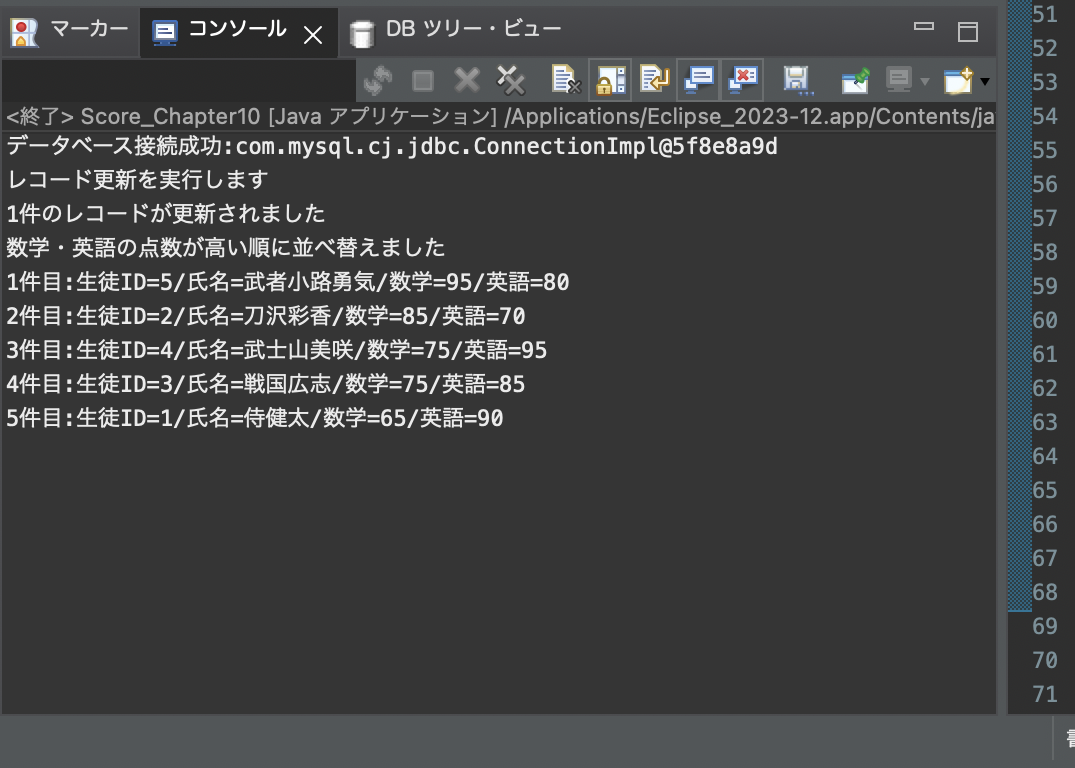 マーカー コンソール DB ツリー・ビュー
<終了> Score_Chapter10 [Java アプリケーション] /Applications/Eclipse_2023-12.app/Contents/ja
データベース接続成功:com.mysql.cj.jdbc.ConnectionImpl@5f8e8a9d
レコード更新を実行します
1件のレコードが更新されました
数学・英語の点数が高い順に並べ替えました
1件目:生徒ID=5/氏名=武者小路勇気/数学=95/英語=80
2件目:生徒ID=2/氏名=刀沢彩香/数学=85/英語=70
3件目:生徒ID=4/氏名=武士山美咲/数学=75/英語=95
4件目:生徒ID=3/氏名=戦国広志/数学=75/英語=85
5件目:生徒ID=1/氏名=侍健太/数学=65/英語=90
51
52
53
54
55
56
57
58
59
60
61
62
63
64
65
66
67
68
69
70
71